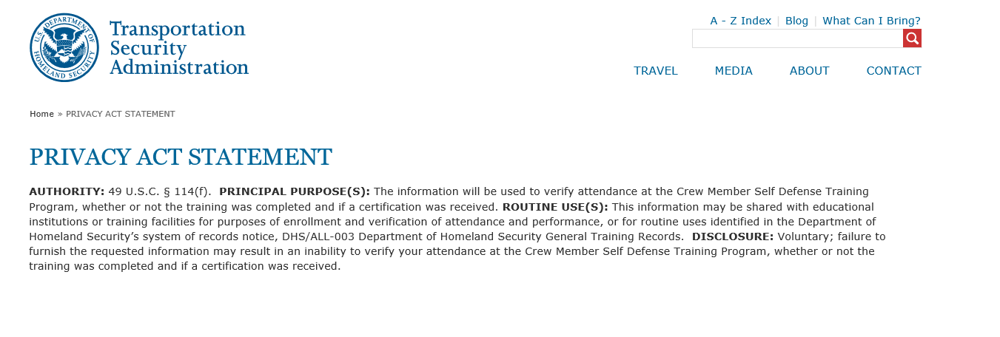 U.S. DEPARTMENT OF
HOMELAND SECURITY
Transportation
Security
Administration
A - Z Index | Blog | What Can I Bring?
TRAVEL MEDIA ABOUT CONTACT
Home » PRIVACY ACT STATEMENT
PRIVACY ACT STATEMENT
AUTHORITY: 49 U.S.C. § 114(f).  PRINCIPAL PURPOSE(S): The information will be used to verify attendance at the Crew Member Self Defense Training
Program, whether or not the training was completed and if a certification was received. ROUTINE USE(S): This information may be shared with educational
institutions or training facilities for purposes of enrollment and verification of attendance and performance, or for routine uses identified in the Department of
Homeland Security’s system of records notice, DHS/ALL-003 Department of Homeland Security General Training Records.  DISCLOSURE: Voluntary; failure to
furnish the requested information may result in an inability to verify your attendance at the Crew Member Self Defense Training Program, whether or not the
training was completed and if a certification was received.